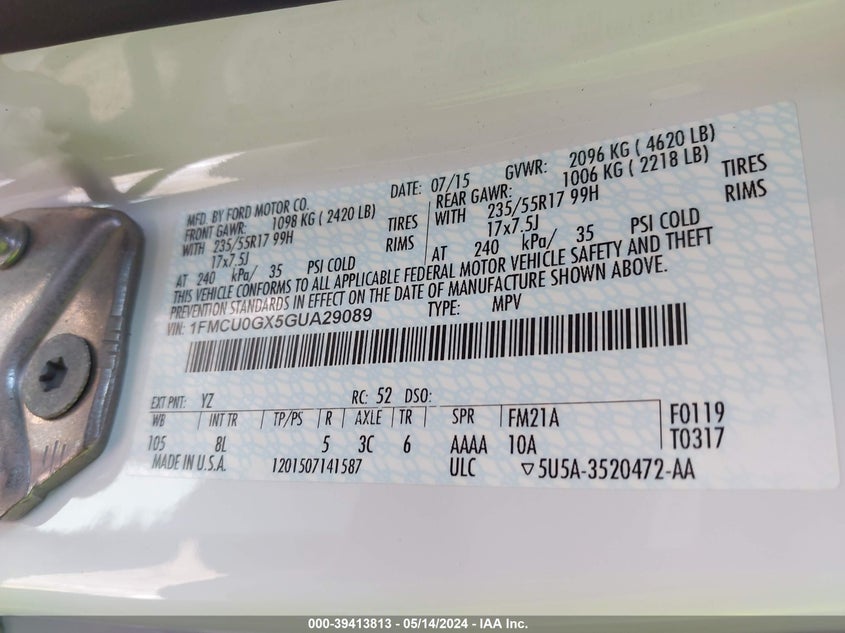 MFD. BY FORD MOTOR CO.
DATE: 07/15 GVWR: 2096 KG ( 4620 LB)
FRONT GAWR: 1098 KG ( 2420 LB)
WITH 235/55R17 99H TIRES
17x7.5J RIMS
AT 240 kPa/ 35 PSI COLD
REAR GAWR: 1006 KG ( 2218 LB)
WITH 235/55R17 99H TIRES
17x7.5J RIMS
AT 240 kPa/ 35 PSI COLD
THIS VEHICLE CONFORMS TO ALL APPLICABLE FEDERAL MOTOR VEHICLE SAFETY AND THEFT
PREVENTION STANDARDS IN EFFECT ON THE DATE OF MANUFACTURE SHOWN ABOVE.
VIN: 1FMCU0GX5GUA29089 TYPE: MPV
EXT PNT: YZ RC: 52 DSO:
WB INT TR TP/PS R AXLE TR SPR FM21A F0119
105 8L 5 3C 6 AAAA 10A T0317
MADE IN U.S.A. 1201507141587 ULC ▽5U5A-3520472-AA
000-39413813 - 05/14/2024 - IAA Inc.